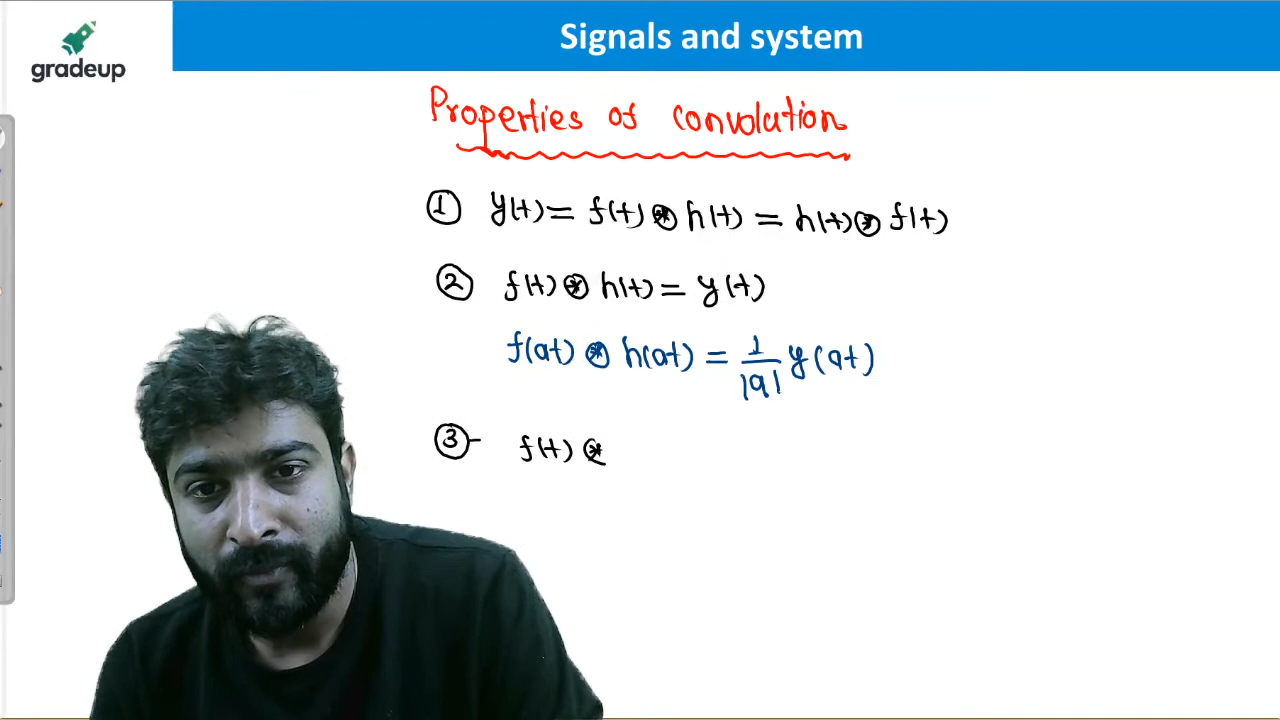 Signals and system
gradeup
Properties of convolution
① y(t) = f(t) ⊛ h(t) = h(t) ⊛ f(t)
② f(t) ⊛ h(t) = y(t)
f(at) ⊛ h(at) = 1/|a| y(at)
③- f(t) ⊛